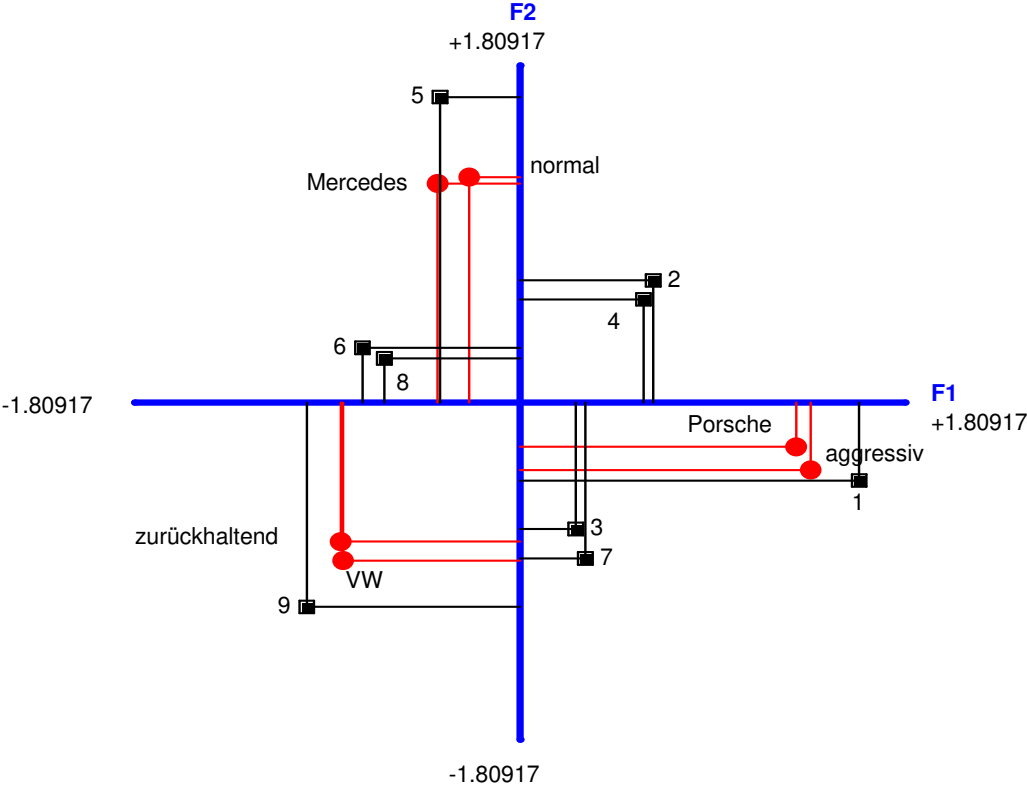 F2
+1.80917
5
normal
Mercedes
2
4
6
8
-1.80917
F1
+1.80917
Porsche
aggressiv
1
3
zurückhaltend
7
VW
9
-1.80917